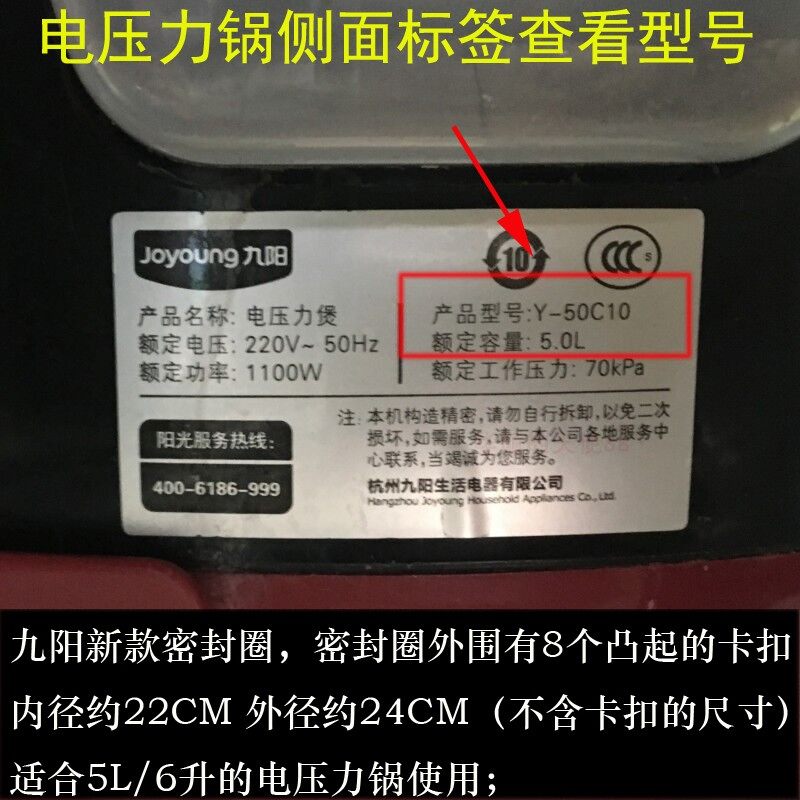 电压力锅侧面标签查看型号
Joyoung 九阳
10
CCC S
产品名称: 电压力煲
额定电压: 220V~ 50Hz
额定功率: 1100W
产品型号:Y-50C10
额定容量: 5.0L
额定工作压力: 70kPa
阳光服务热线:
400-6186-999
注: 本机构造精密,请勿自行拆卸,以免二次
损坏,如需服务,请与本公司各地服务中
心联系,当竭诚为您服务。
杭州九阳生活电器有限公司
Hangzhou Joyoung Household Appliances Co., Ltd.
九阳新款密封圈，密封圈外围有8个凸起的卡扣
内径约22CM 外径约24CM（不含卡扣的尺寸）
适合5L/6升的电压力锅使用；